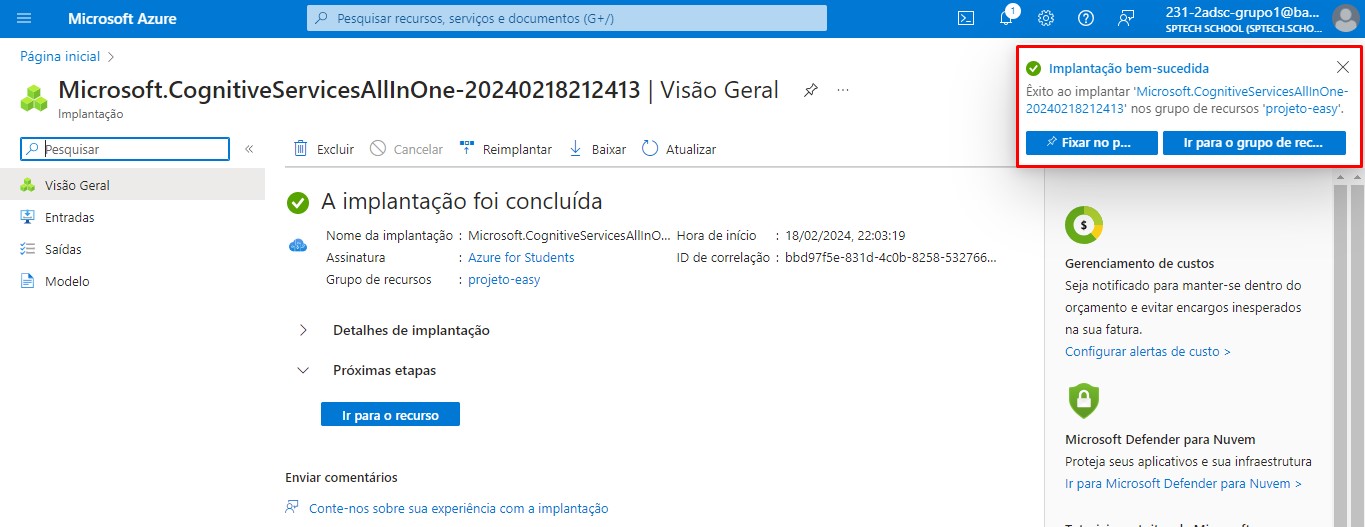 Microsoft Azure
Pesquisar recursos, serviços e documentos (G+/)
1
231-2adsc-grupo1@ba...
SPTECH SCHOOL (SPTECH.SCHO...
Página inicial >
Microsoft.CognitiveServicesAllInOne-20240218212413 | Visão Geral
Implantação
Implantação bem-sucedida
Êxito ao implantar 'Microsoft.CognitiveServicesAllInOne-
20240218212413' nos grupo de recursos 'projeto-easy'.
Fixar no p...
Ir para o grupo de rec...
Pesquisar
Excluir
Cancelar
Reimplantar
Baixar
Atualizar
Visão Geral
Entradas
Saídas
Modelo
A implantação foi concluída
Nome da implantação : Microsoft.CognitiveServicesAllInO...
Assinatura : Azure for Students
Grupo de recursos : projeto-easy
Hora de início : 18/02/2024, 22:03:19
ID de correlação : bbd97f5e-831d-4c0b-8258-532766...
Detalhes de implantação
Próximas etapas
Ir para o recurso
Enviar comentários
Conte-nos sobre sua experiência com a implantação
Gerenciamento de custos
Seja notificado para manter-se dentro do
orçamento e evitar encargos inesperados
na sua fatura.
Configurar alertas de custo >
Microsoft Defender para Nuvem
Proteja seus aplicativos e sua infraestrutura
Ir para Microsoft Defender para Nuvem >